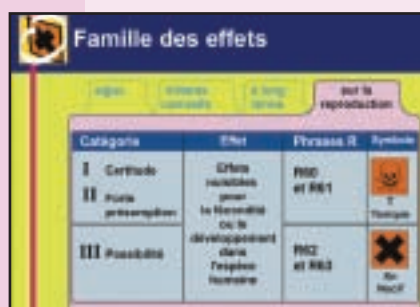 Famille des effets
sur la
reproduction
Catégorie
Effet
Phrases R
Symbole
I Certitude
II Forte
présomption
Effets
nuisibles
pour
la fécondité
ou le
développement
dans
l'espèce
humaine
R60
et R61
T
Toxique
III Possibilité
R62
et R63
Xn
Nocif